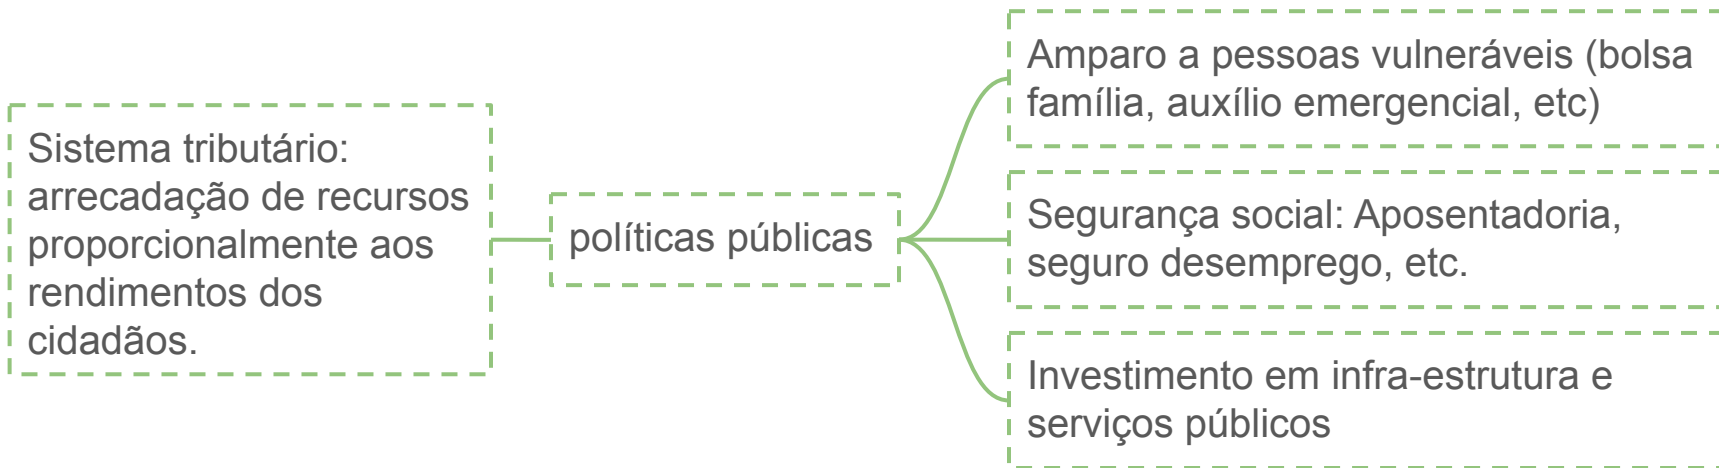 Sistema tributário:
arrecadação de recursos
proporcionalmente aos
rendimentos dos
cidadãos.
políticas públicas
Amparo a pessoas vulneráveis (bolsa
família, auxílio emergencial, etc)
Segurança social: Aposentadoria,
seguro desemprego, etc.
Investimento em infra-estrutura e
serviços públicos